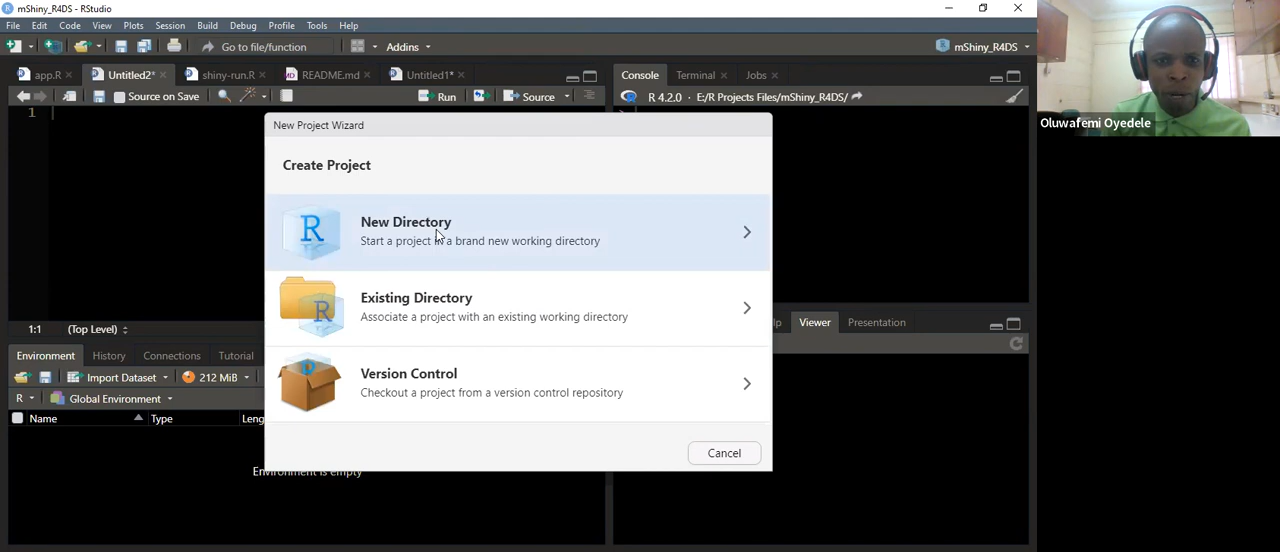 mShiny_R4DS - RStudio
File Edit Code View Plots Session Build Debug Profile Tools Help
Go to file/function Addins mShiny_R4DS
app.R Untitled2* shiny-run.R README.md Untitled1*
Source on Save Run Source
1
1:1 (Top Level)
Console Terminal Jobs
R 4.2.0 · E:/R Projects Files/mShiny_R4DS/
Oluwafemi Oyedele
New Project Wizard
Create Project
R
New Directory
Start a project in a brand new working directory
R
Existing Directory
Associate a project with an existing working directory
Version Control
Checkout a project from a version control repository
Cancel
Viewer Presentation
Environment History Connections Tutorial
Import Dataset 212 MiB
R Global Environment
Name Type
Environment is empty